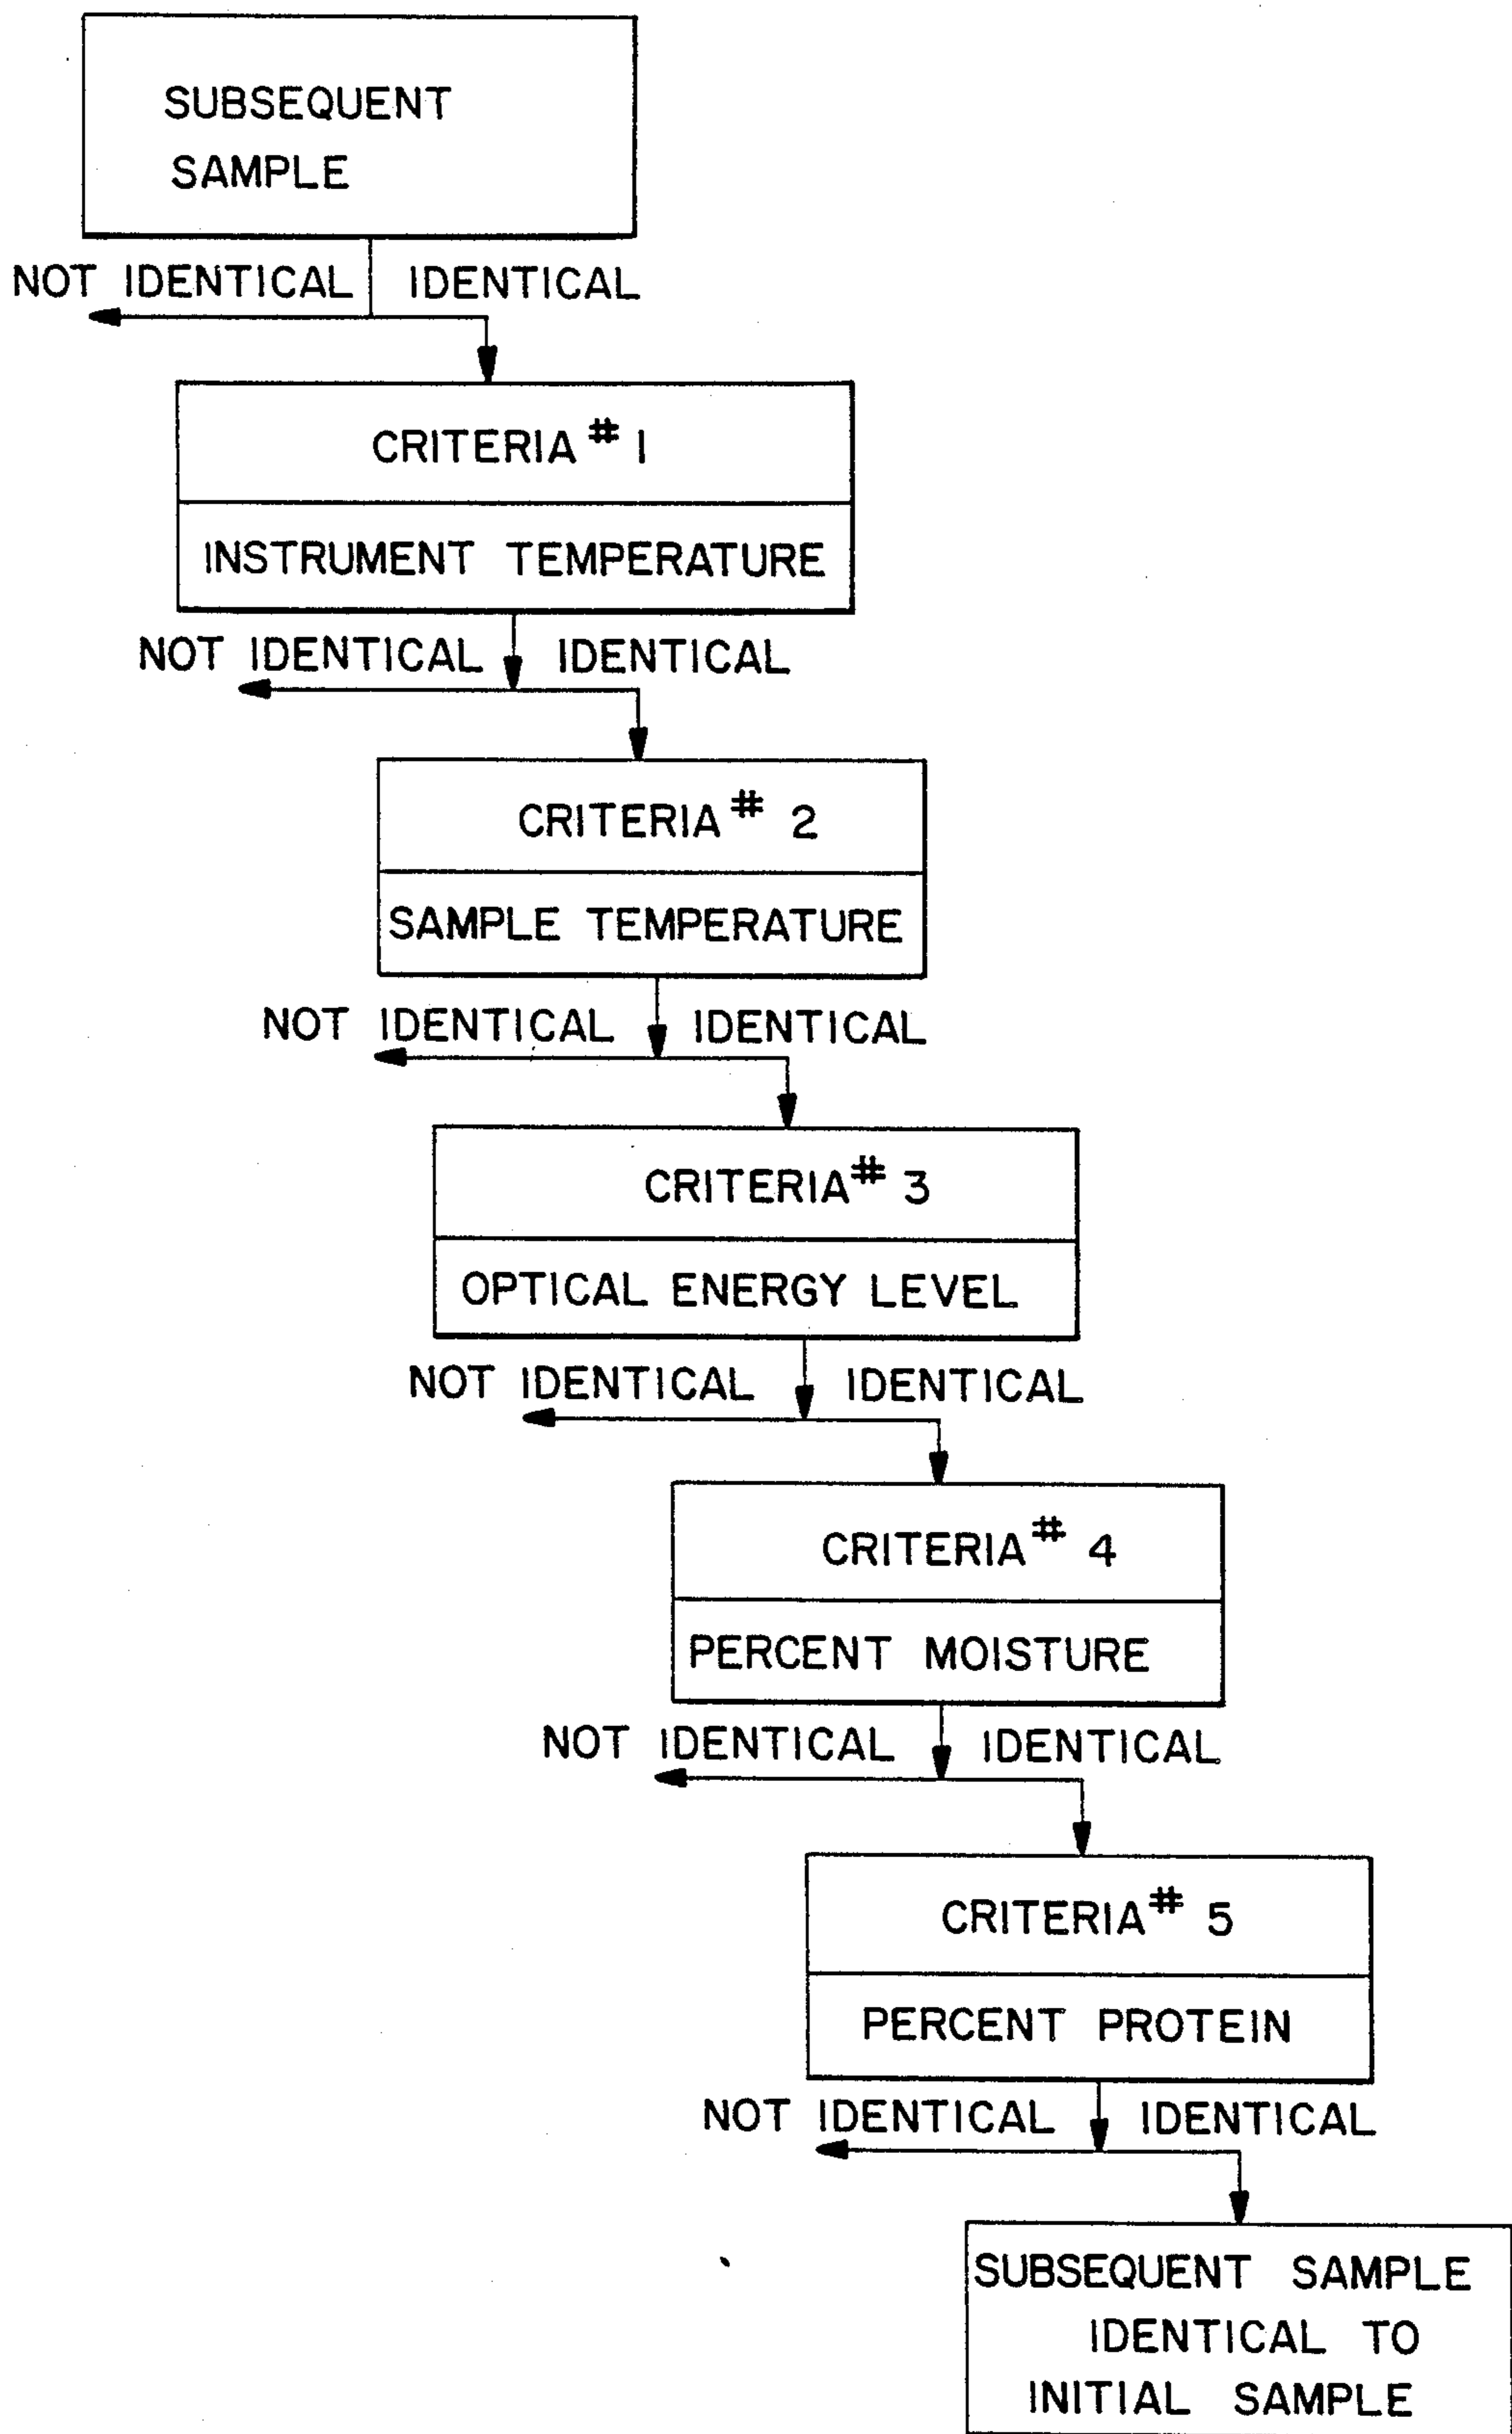 SUBSEQUENT
SAMPLE
NOT IDENTICAL IDENTICAL
CRITERIA # 1
INSTRUMENT TEMPERATURE
NOT IDENTICAL IDENTICAL
CRITERIA # 2
SAMPLE TEMPERATURE
NOT IDENTICAL IDENTICAL
CRITERIA # 3
OPTICAL ENERGY LEVEL
NOT IDENTICAL IDENTICAL
CRITERIA # 4
PERCENT MOISTURE
NOT IDENTICAL IDENTICAL
CRITERIA # 5
PERCENT PROTEIN
NOT IDENTICAL IDENTICAL
SUBSEQUENT SAMPLE
IDENTICAL TO
INITIAL SAMPLE